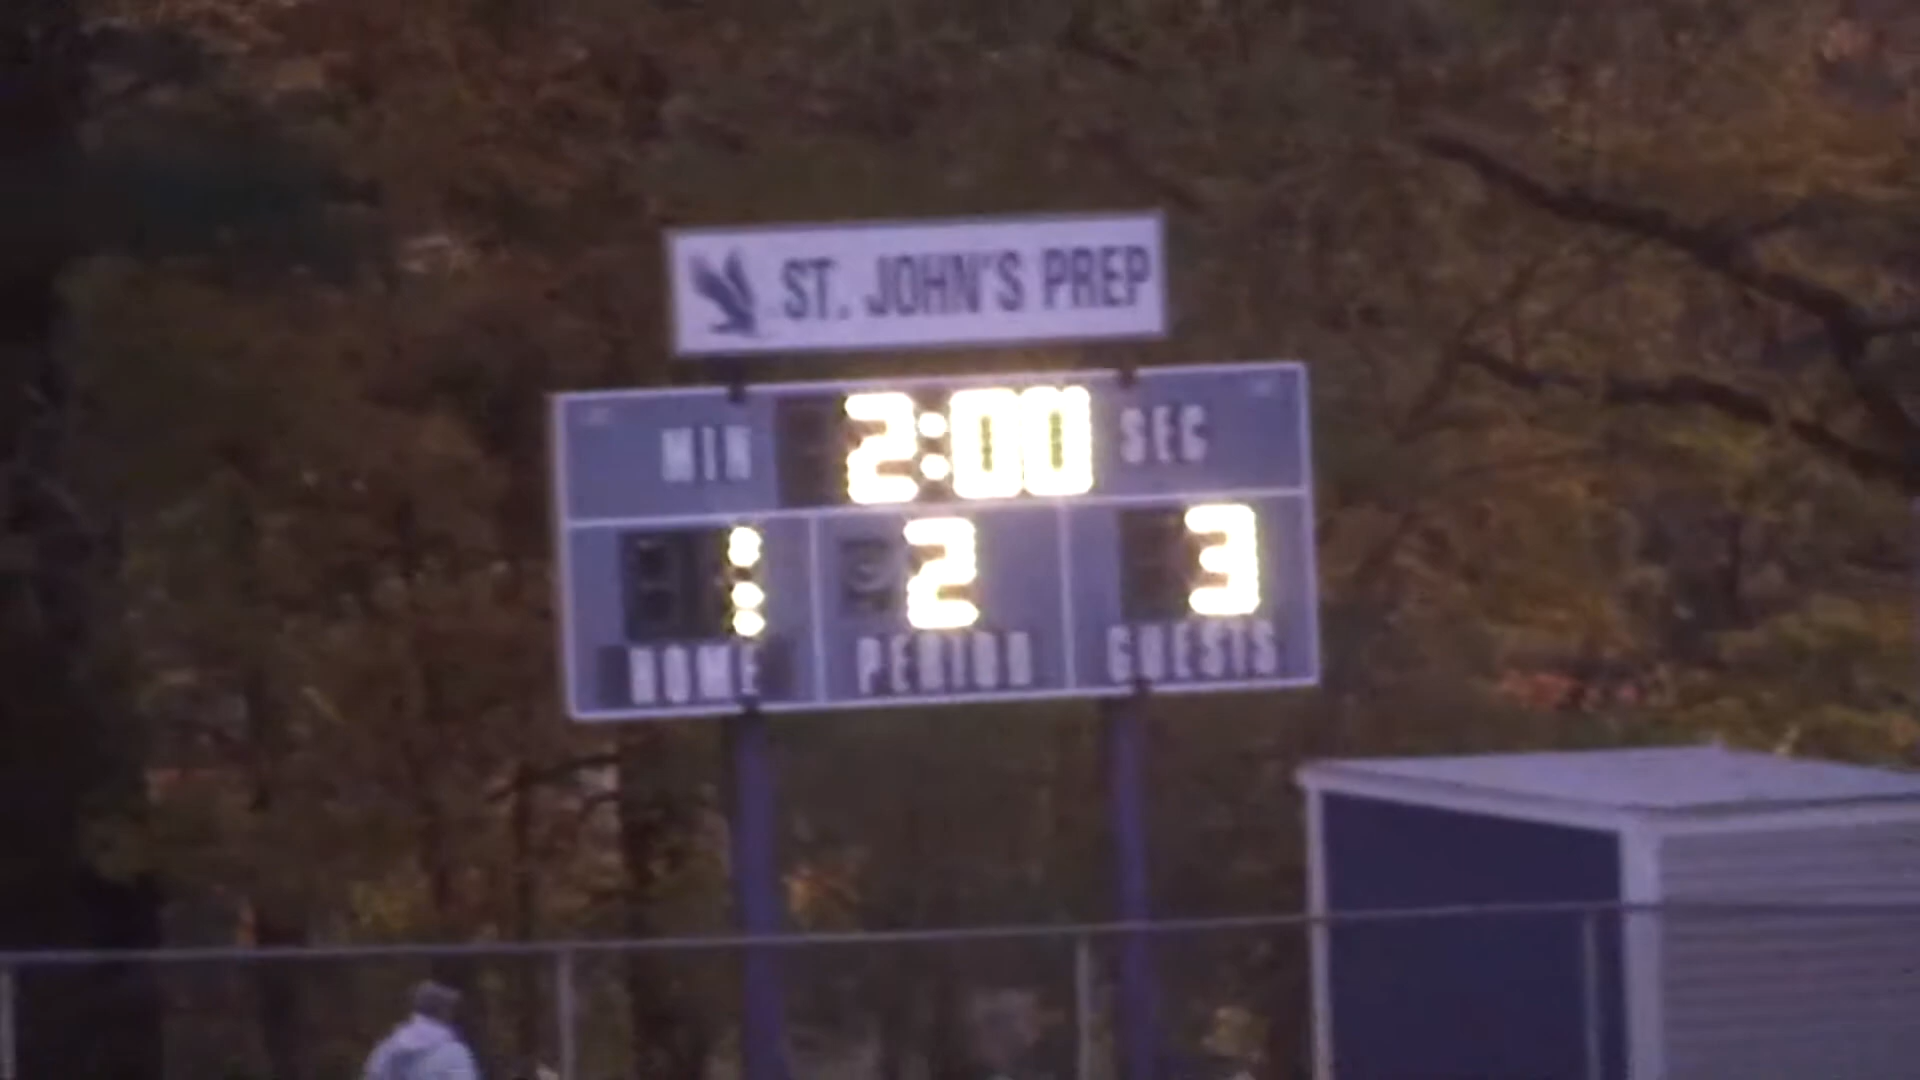 ST. JOHN'S PREP
MIN 2:00 SEC
1 2 3
HOME PERIOD GUESTS